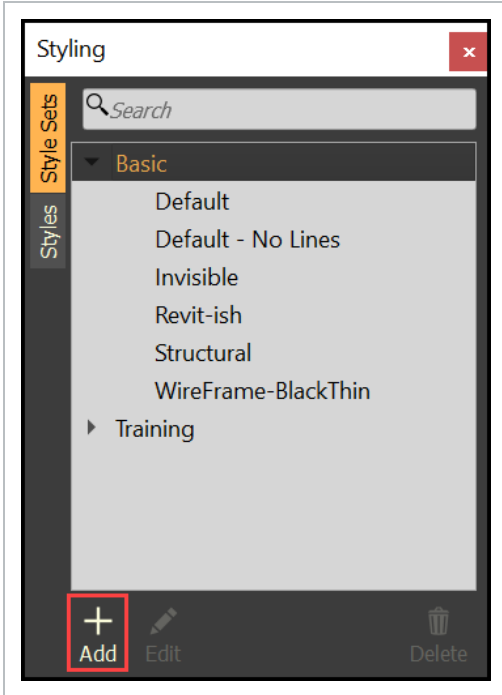 Styling
x
Style Sets
Styles
Search
Basic
Default
Default - No Lines
Invisible
Revit-ish
Structural
WireFrame-BlackThin
Training
Add
Edit
Delete